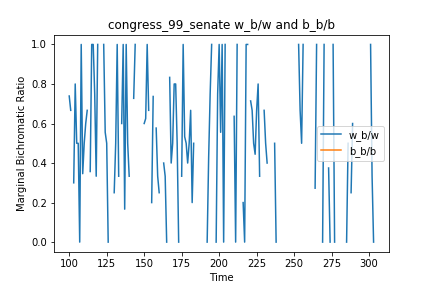 congress_99_senate w_b/w and b_b/b
Marginal Bichromatic Ratio
1.0
0.8
0.6
0.4
0.2
0.0
w_b/w
b_b/b
100 125 150 175 200 225 250 275 300
Time